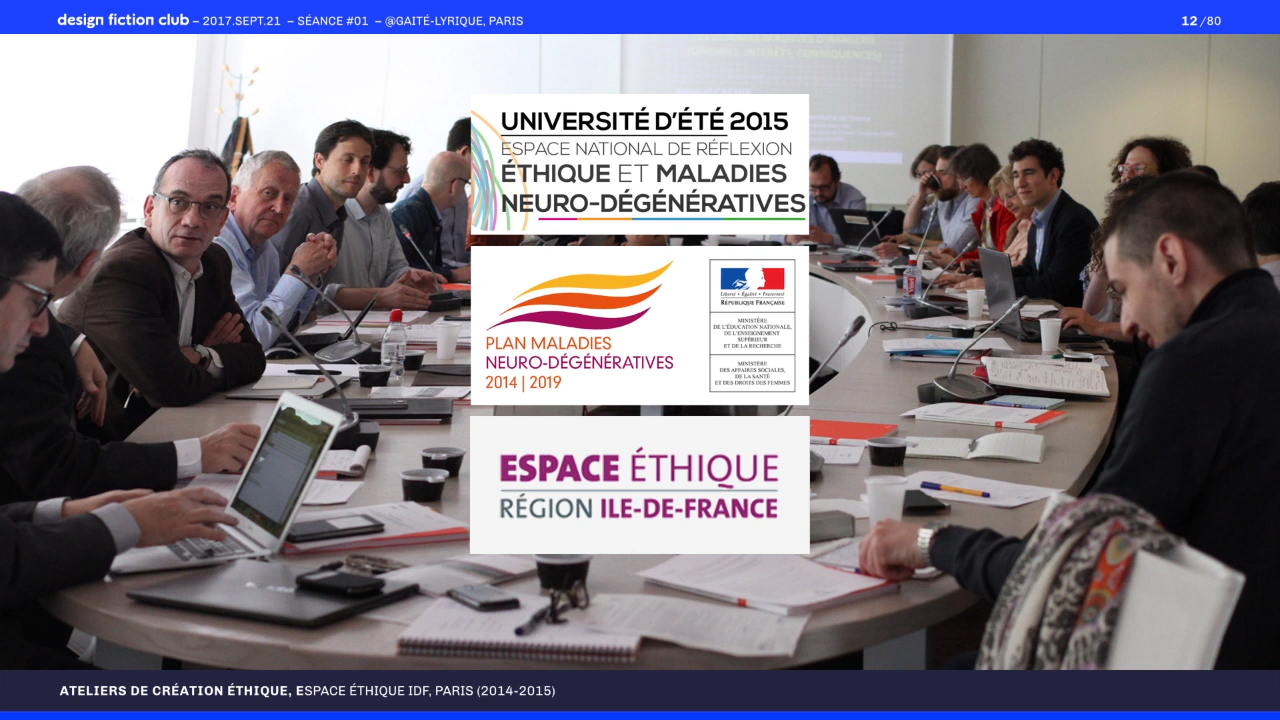 design fiction club – 2017.SEPT.21 – SÉANCE #01 – @GAITÉ-LYRIQUE, PARIS
12/80
UNIVERSITÉ D'ÉTÉ 2015
ESPACE NATIONAL DE RÉFLEXION
ÉTHIQUE ET MALADIES
NEURO-DÉGÉNÉRATIVES
PLAN MALADIES
NEURO-DÉGÉNÉRATIVES
2014 | 2019
Liberté • Égalité • Fraternité
RÉPUBLIQUE FRANÇAISE
MINISTÈRE
DE L'ÉDUCATION NATIONALE,
DE L'ENSEIGNEMENT
SUPÉRIEUR
ET DE LA RECHERCHE
MINISTÈRE
DES AFFAIRES SOCIALES,
DE LA SANTÉ
ET DES DROITS DES FEMMES
ESPACE ÉTHIQUE
RÉGION ILE-DE-FRANCE
ATELIERS DE CRÉATION ÉTHIQUE, ESPACE ÉTHIQUE IDF, PARIS (2014-2015)